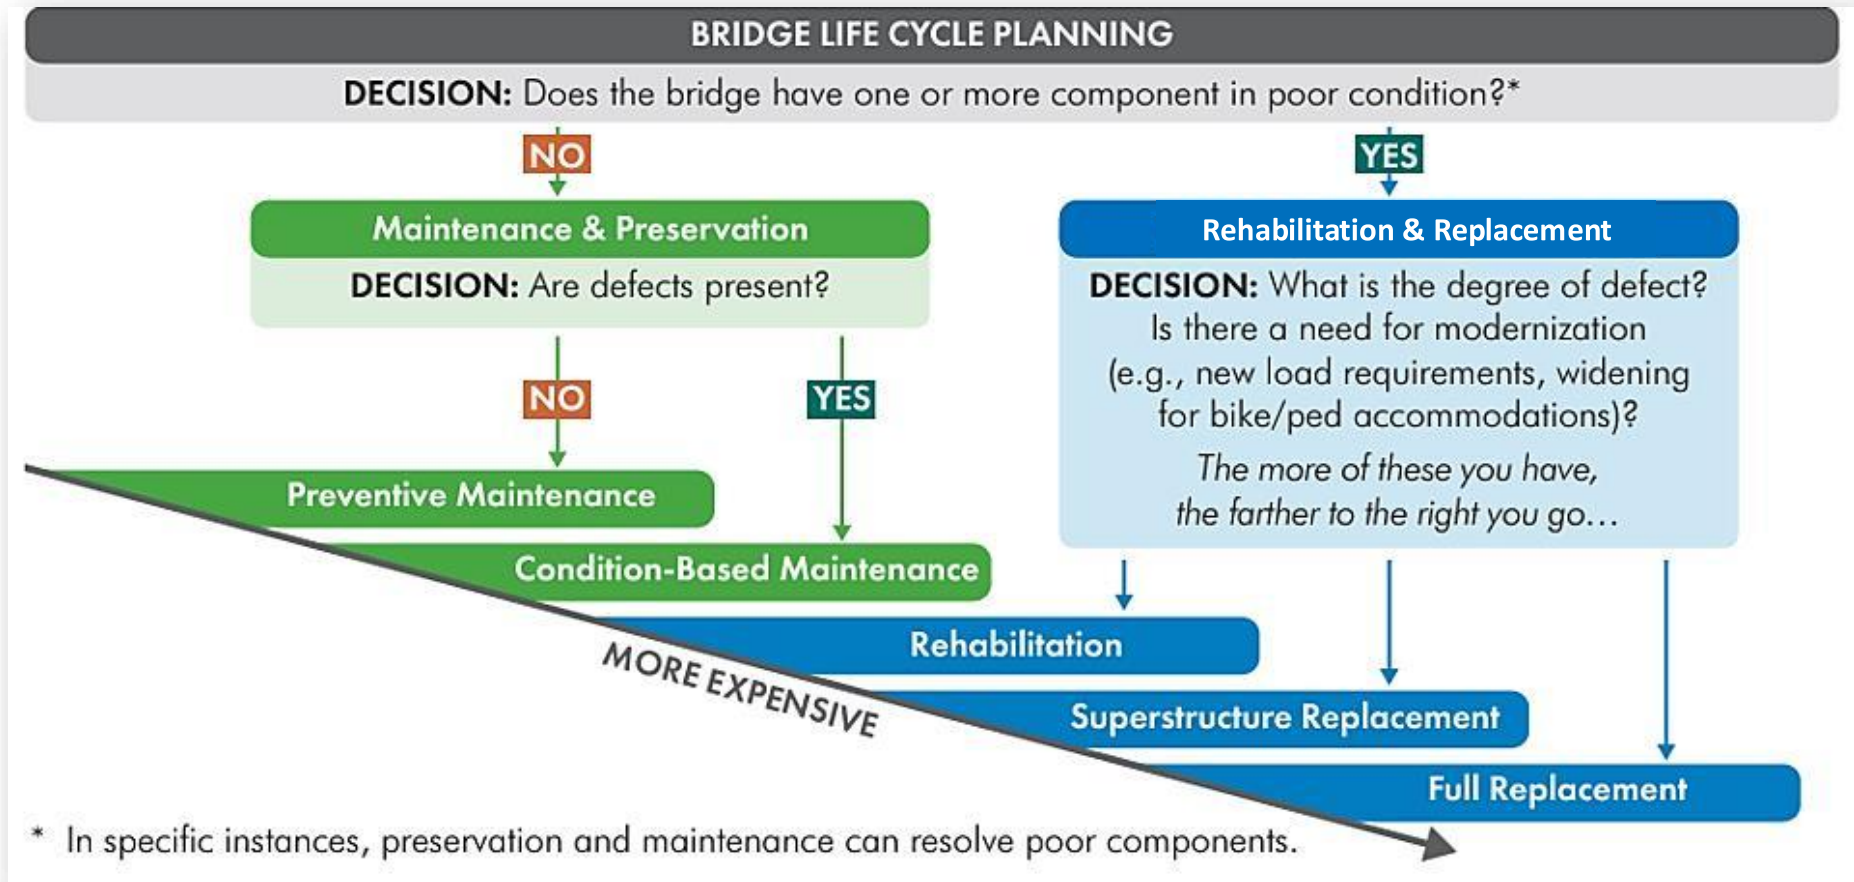 BRIDGE LIFE CYCLE PLANNING
DECISION: Does the bridge have one or more component in poor condition?*
NO
YES
Maintenance & Preservation
DECISION: Are defects present?
NO
YES
Rehabilitation & Replacement
DECISION: What is the degree of defect?
Is there a need for modernization
(e.g., new load requirements, widening
for bike/ped accommodations)?
The more of these you have,
the farther to the right you go...
Preventive Maintenance
Condition-Based Maintenance
Rehabilitation
Superstructure Replacement
Full Replacement
MORE EXPENSIVE
* In specific instances, preservation and maintenance can resolve poor components.